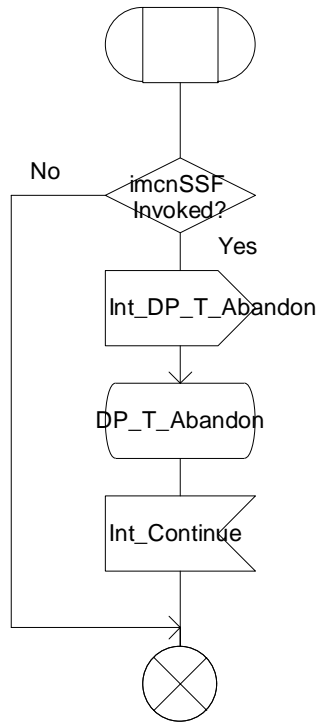 No
imcnSSF
Invoked?
Yes
Int_DP_T_Abandon
DP_T_Abandon
Int_Continue